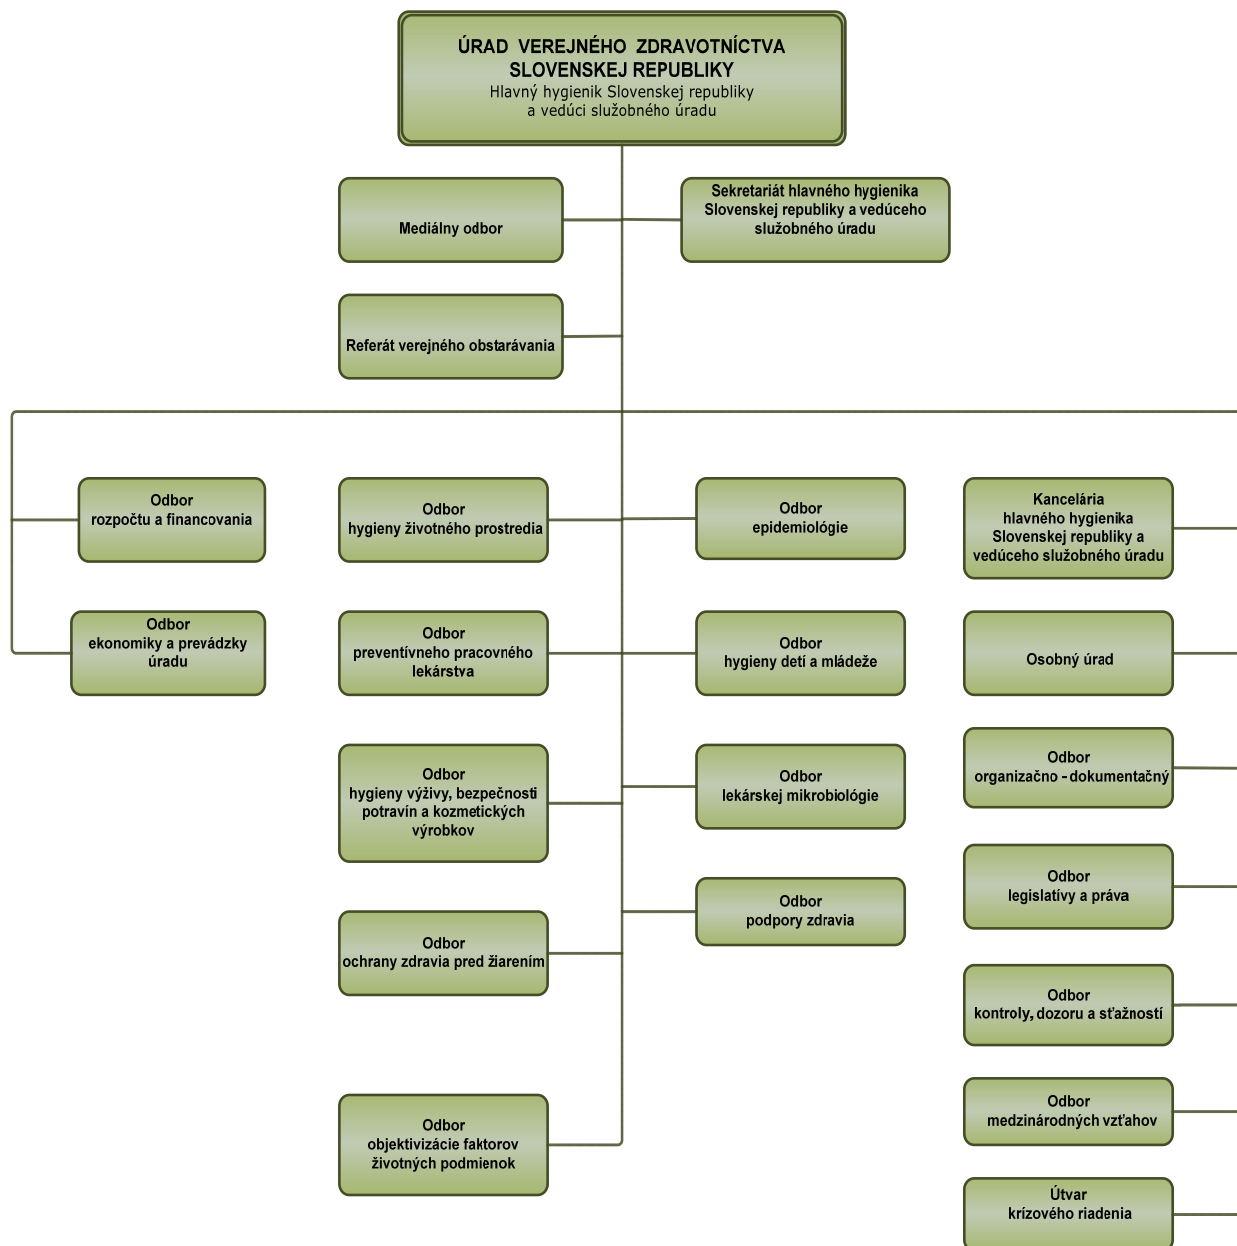 ÚRAD VEREJNÉHO ZDRAVOTNÍCTVA
SLOVENSKEJ REPUBLIKY
Hlavný hygienik Slovenskej republiky
a vedúci služobného úradu
Mediálny odbor
Sekretariát hlavného hygienika
Slovenskej republiky a vedúceho
služobného úradu
Referát verejného obstarávania
Odbor
rozpočtu a financovania
Odbor
hygieny životného prostredia
Odbor
epidemiológie
Kancelária
hlavného hygienika
Slovenskej republiky a
vedúceho služobného úradu
Odbor
ekonomiky a prevádzky
úradu
Odbor
preventívneho pracovného
lekárstva
Odbor
hygieny detí a mládeže
Osobný úrad
Odbor
hygieny výživy, bezpečnosti
potravín a kozmetických
výrobkov
Odbor
lekárskej mikrobiológie
Odbor
organizačno - dokumentačný
Odbor
ochrany zdravia pred žiarením
Odbor
podpory zdravia
Odbor
legislatívy a práva
Odbor
kontroly, dozoru a sťažností
Odbor
objektivizácie faktorov
životných podmienok
Odbor
medzinárodných vzťahov
Útvar
krízového riadenia